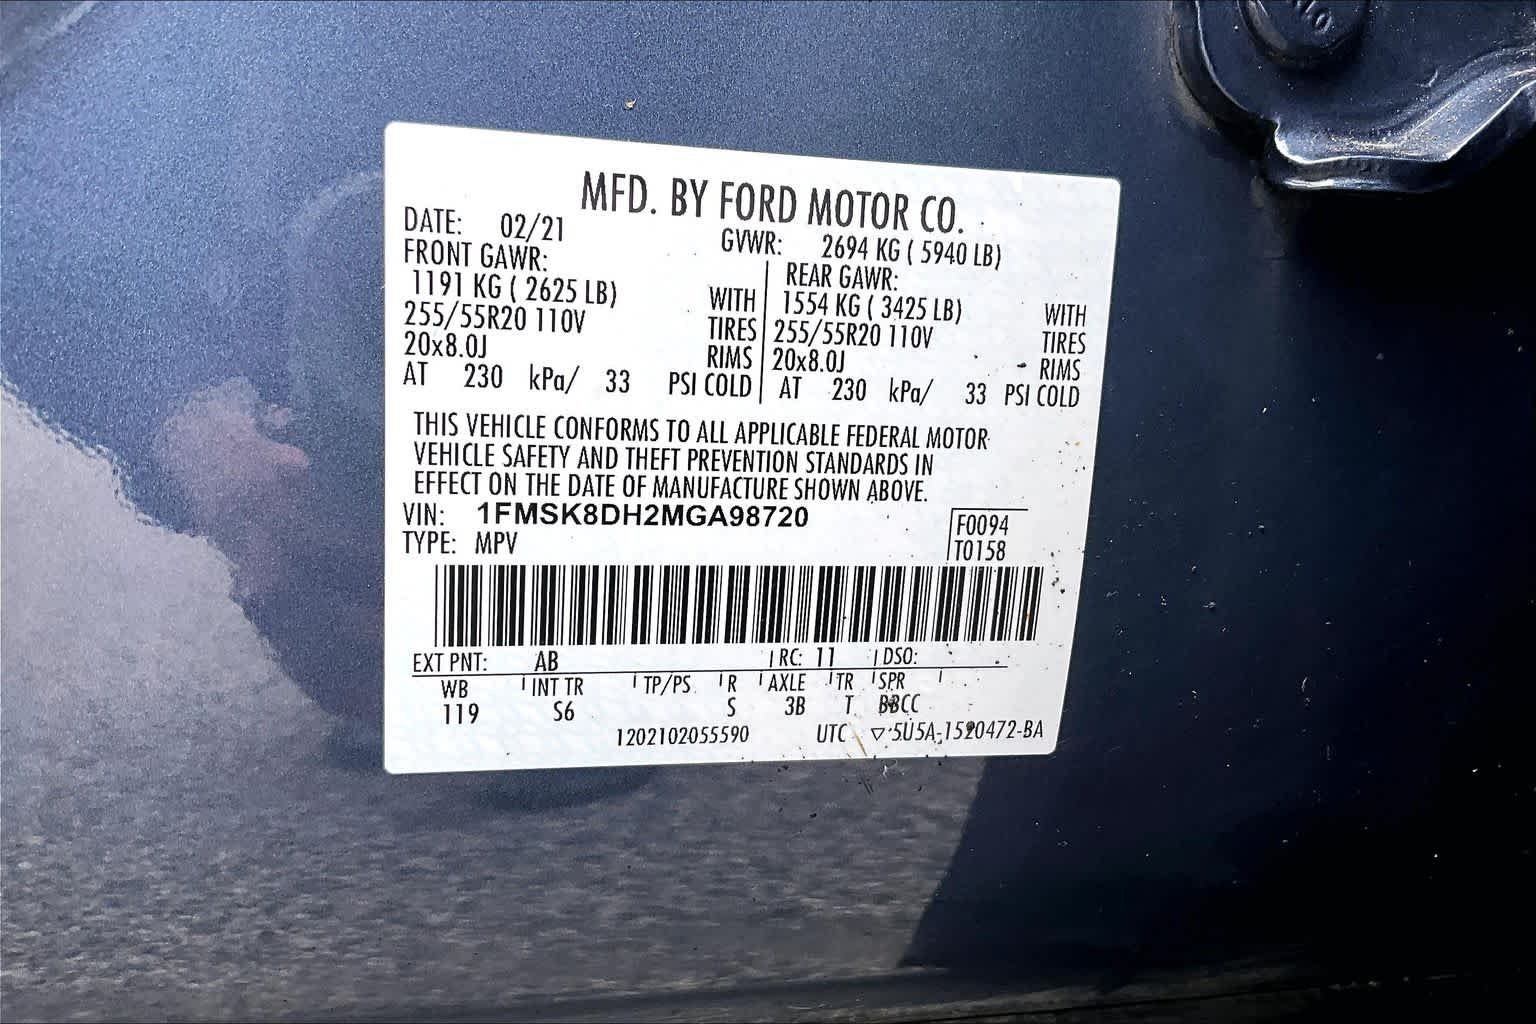 MFD. BY FORD MOTOR CO.
DATE: 02/21 GVWR: 2694 KG ( 5940 LB)
FRONT GAWR: REAR GAWR:
1191 KG ( 2625 LB) WITH 1554 KG ( 3425 LB) WITH
255/55R20 110V TIRES 255/55R20 110V TIRES
20x8.0J RIMS 20x8.0J RIMS
AT 230 kPa/ 33 PSI COLD AT 230 kPa/ 33 PSI COLD
THIS VEHICLE CONFORMS TO ALL APPLICABLE FEDERAL MOTOR
VEHICLE SAFETY AND THEFT PREVENTION STANDARDS IN
EFFECT ON THE DATE OF MANUFACTURE SHOWN ABOVE.
VIN: 1FMSK8DH2MGA98720 F0094
TYPE: MPV T0158
EXT PNT: AB RC: 11 DSO:
WB INT TR TP/PS R AXLE TR SPR
119 S6 S 3B T BBCC
1202102055590 UTC ▽ 5U5A-1520472-BA